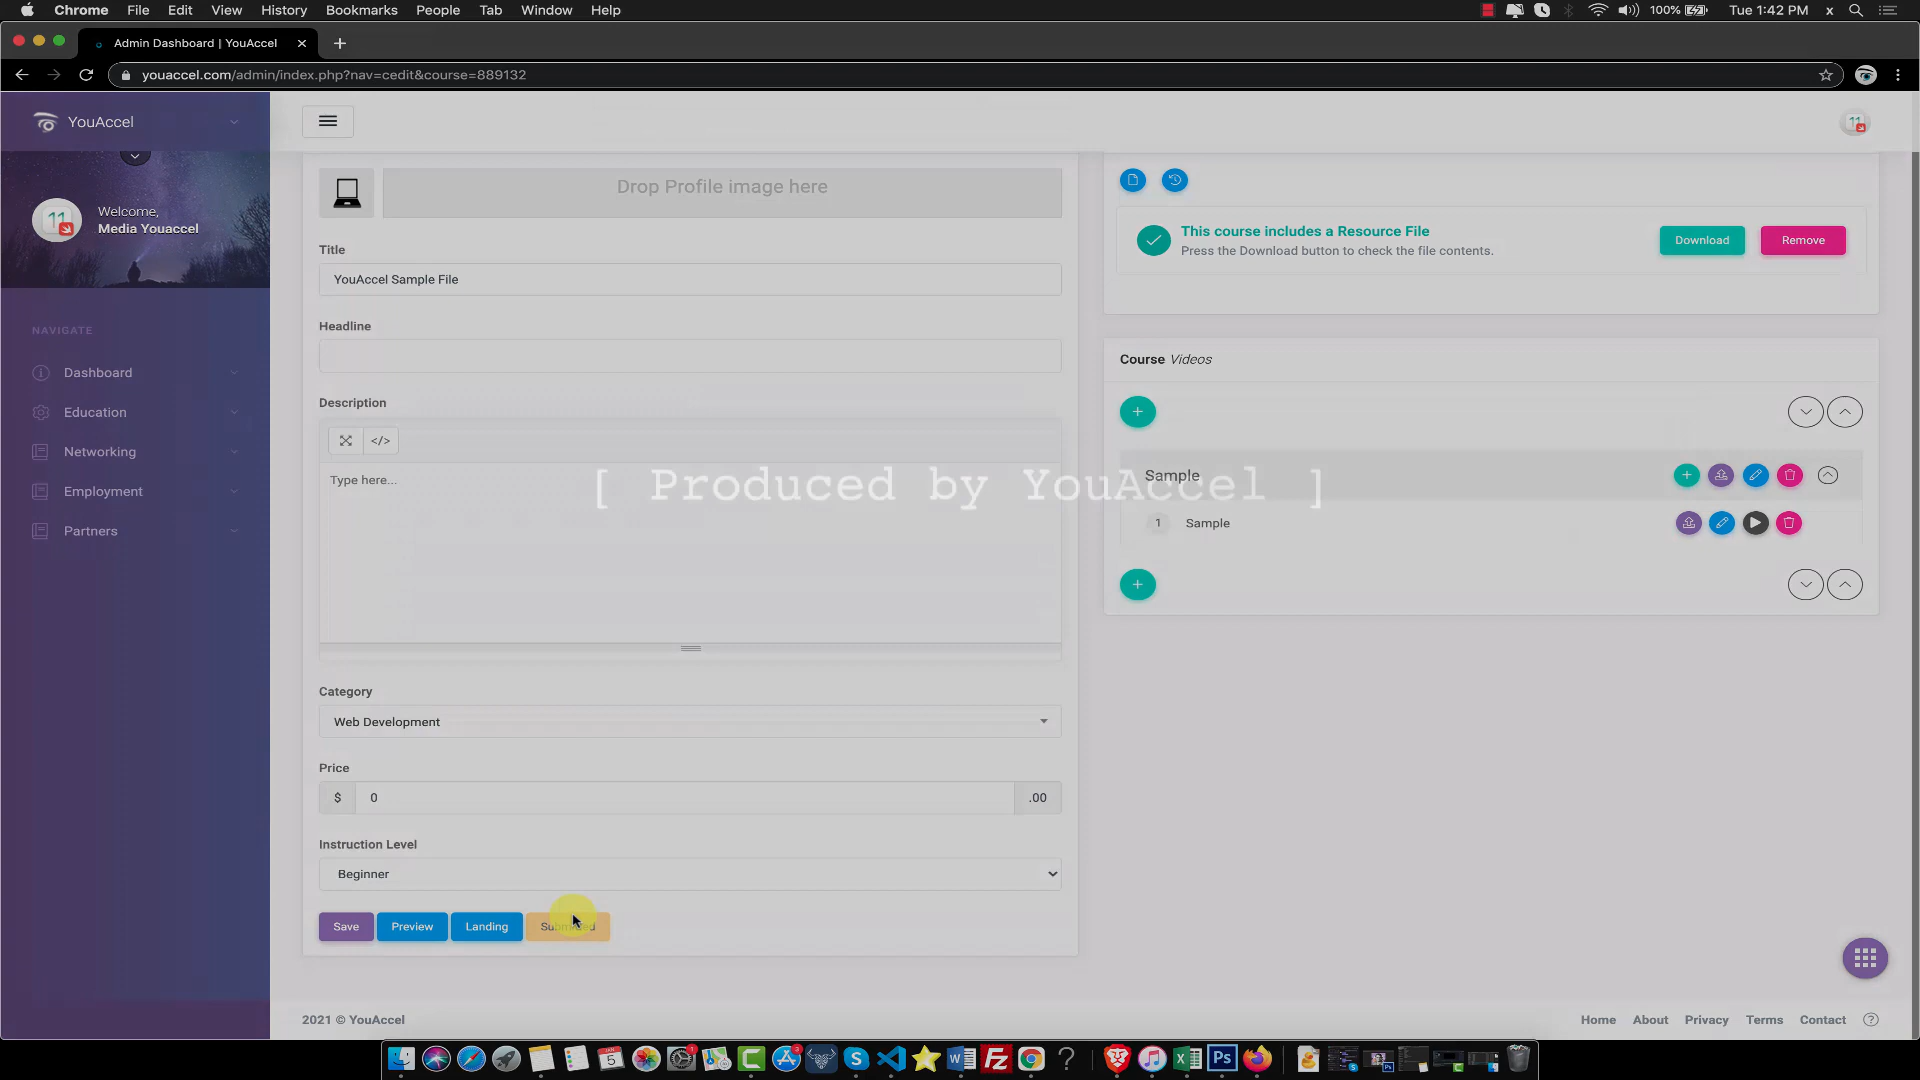 Chrome File Edit View History Bookmarks People Tab Window Help
100% Tue 1:42 PM x
Admin Dashboard | YouAccel
youaccel.com/admin/index.php?nav=cedit&course=889132
YouAccel
Welcome,
Media Youaccel
NAVIGATE
Dashboard
Education
Networking
Employment
Partners
Drop Profile image here
Title
YouAccel Sample File
Headline
Description
</>
Type here...
Category
Web Development
Price
$ 0 .00
Instruction Level
Beginner
Save Preview Landing Submitted
This course includes a Resource File
Press the Download button to check the file contents.
Download Remove
Course Videos
Sample
1 Sample
[ Produced by YouAccel ]
2021 © YouAccel
Home About Privacy Terms Contact